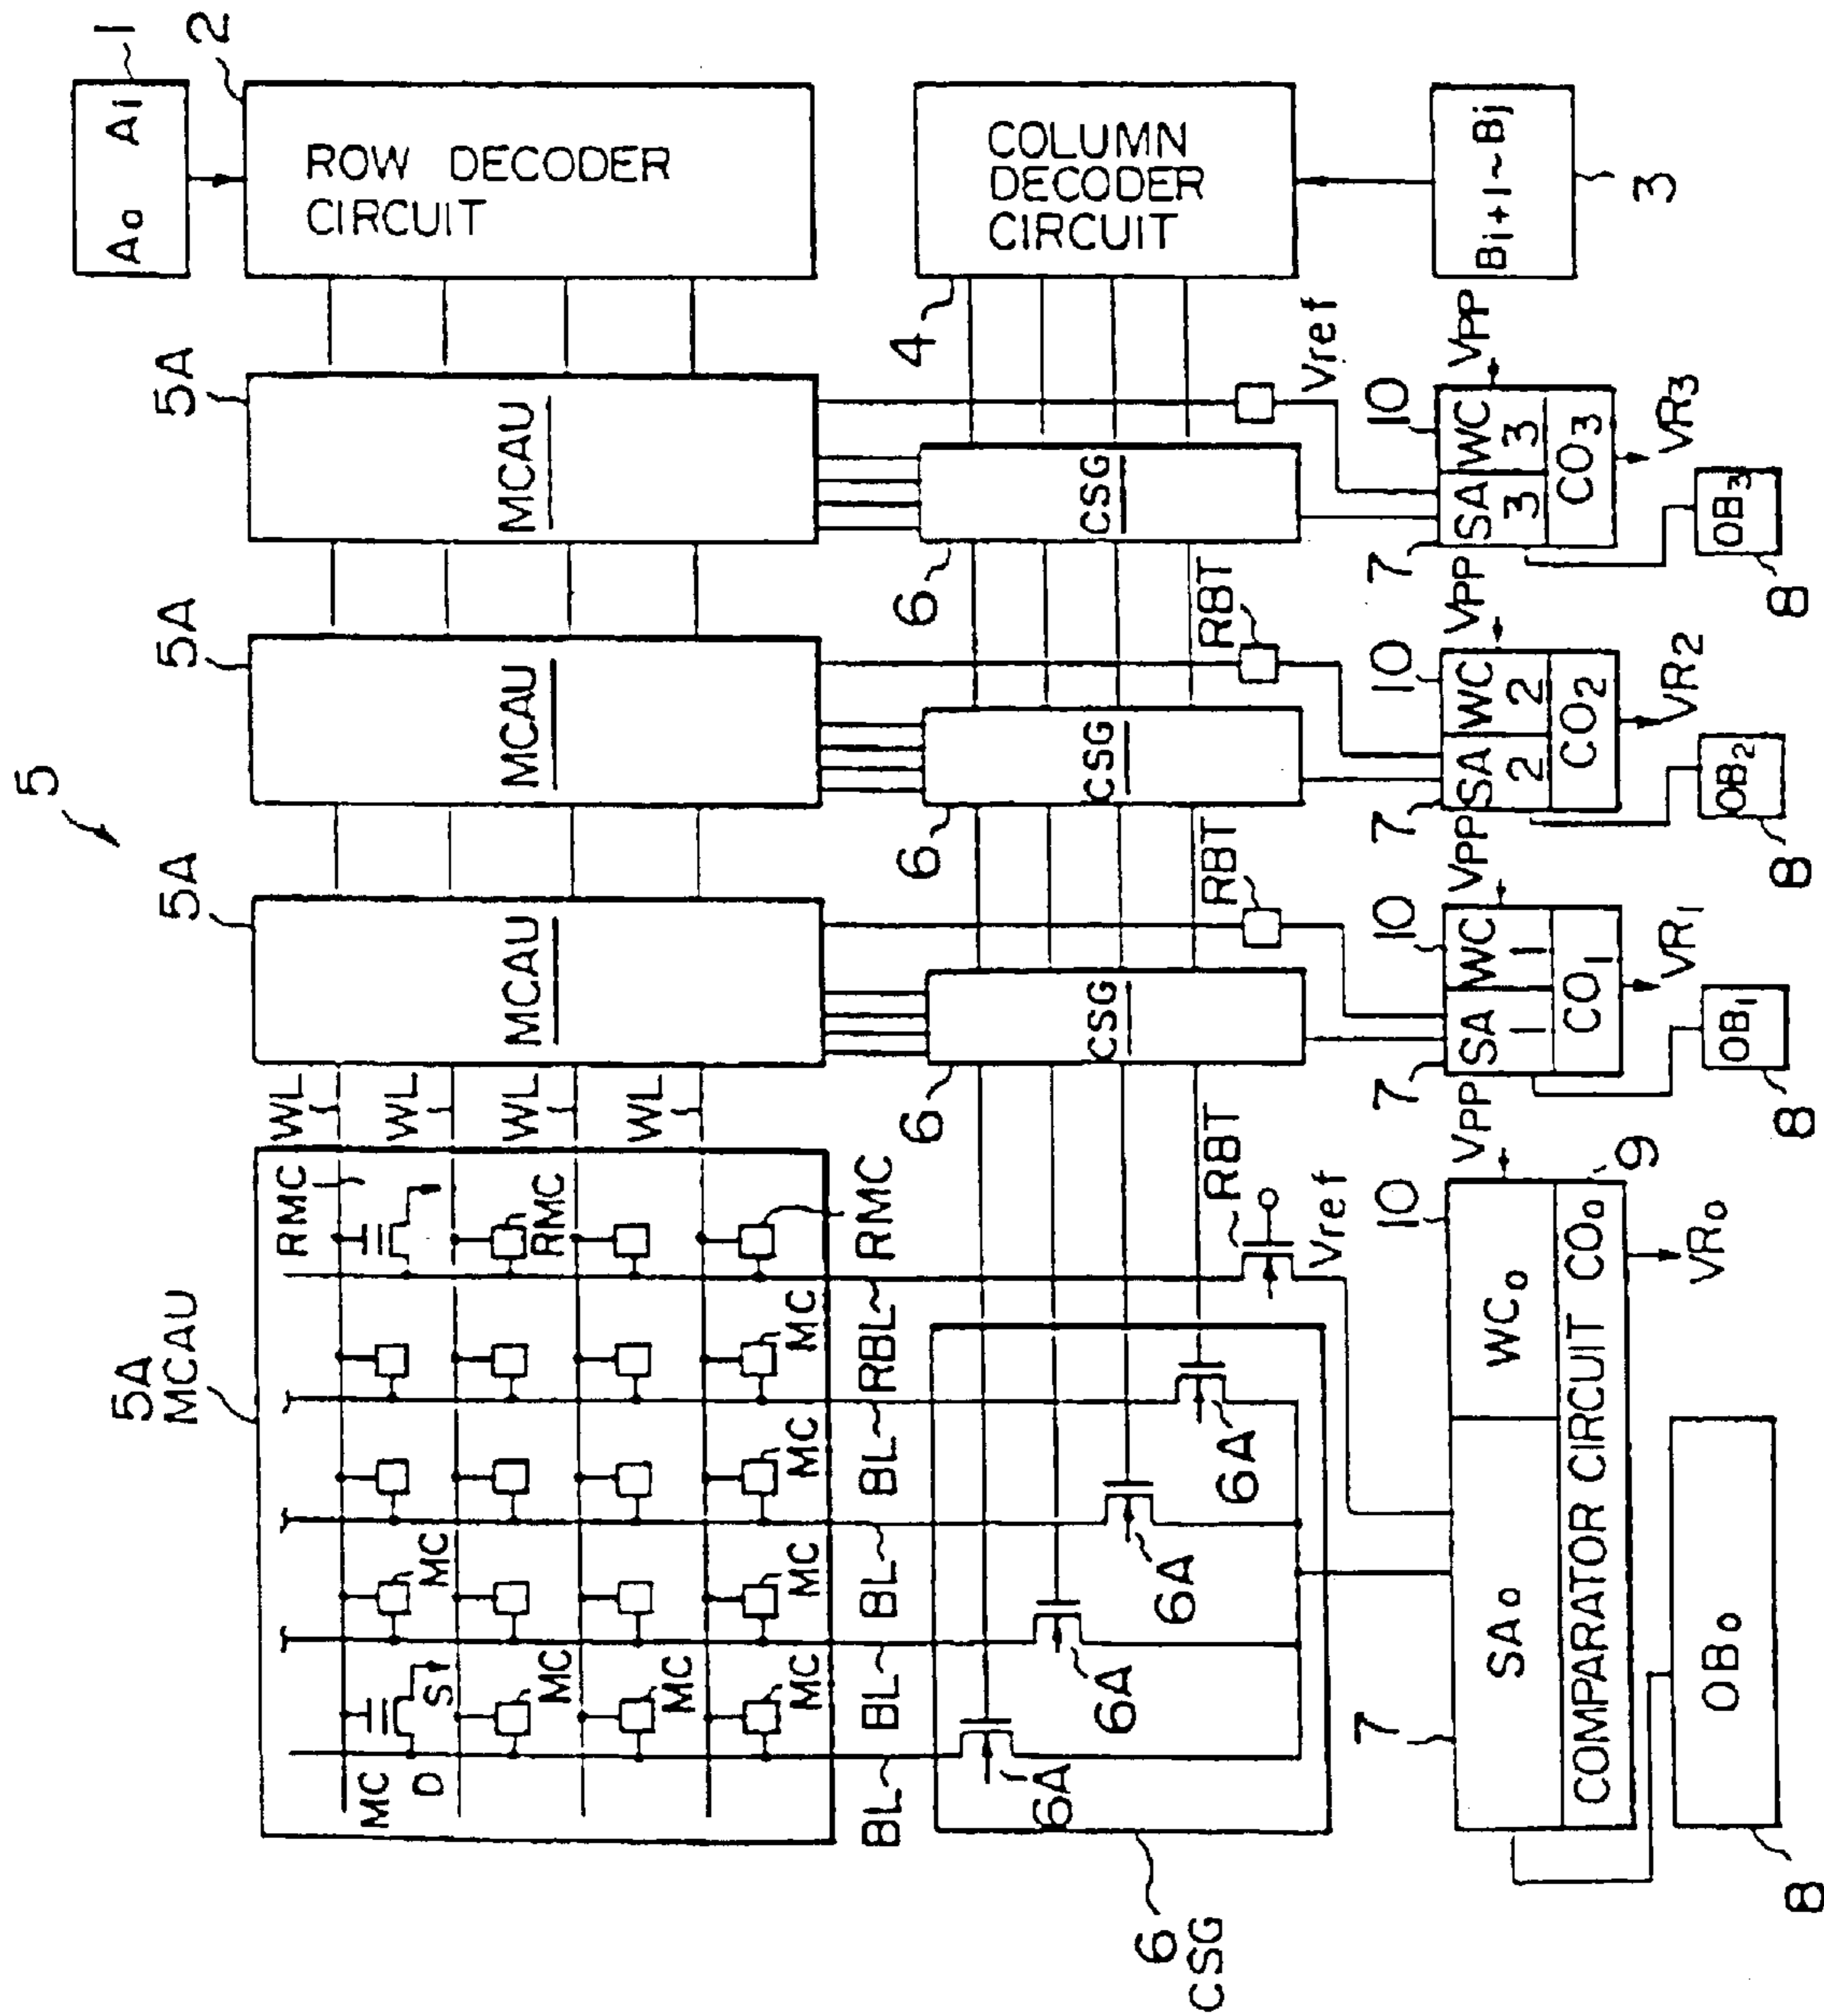 A0 Ai
1
2
ROW DECODER
CIRCUIT
COLUMN
DECODER
CIRCUIT
4
Bi+1~Bj
3
5
5A
MCAU
5A
MCAU
5A
MCAU
5A
MCAU
WL
WL
WL
WL
RMC
RMC
RMC
MC
MC
MC
MC
MC
MC
MC
MC
D
S
BL
BL
BL
BL
RBL
6
CSG
6
CSG
6
CSG
6
CSG
6A
6A
6A
6A
RBT
Vref
RBT
RBT
Vref
7
SA0
WC0
10
VPP
COMPARATOR CIRCUIT CO0
9
VR0
OB0
8
7
SA
1
WC
1
10
VPP
CO1
VR1
OB1
8
7
SA
2
WC
2
10
VPP
CO2
VR2
OB2
8
7
SA
3
WC
3
10
VPP
CO3
VR3
OB3
8